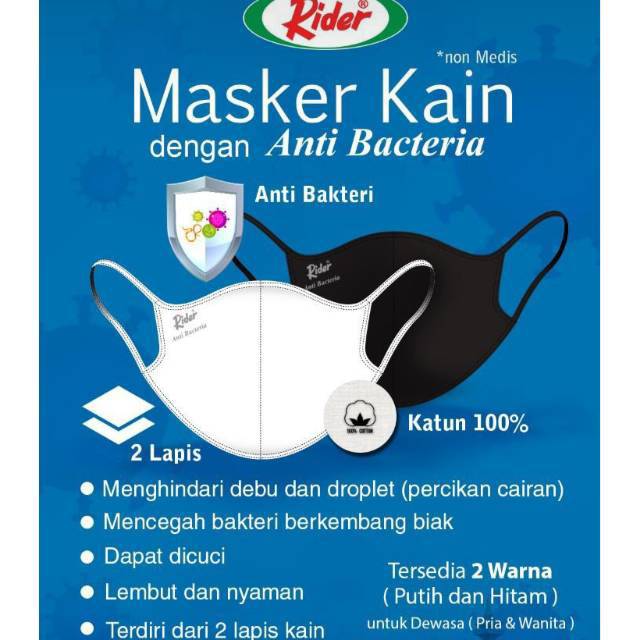 Rider®
*non Medis
Masker Kain
dengan Anti Bacteria
Anti Bakteri
Rider
Anti Bacteria
Rider
Anti Bacteria
100% COTTON
Katun 100%
2 Lapis
Menghindari debu dan droplet (percikan cairan)
Mencegah bakteri berkembang biak
Dapat dicuci
Lembut dan nyaman
Terdiri dari 2 lapis kain
Tersedia 2 Warna
( Putih dan Hitam )
untuk Dewasa ( Pria & Wanita )